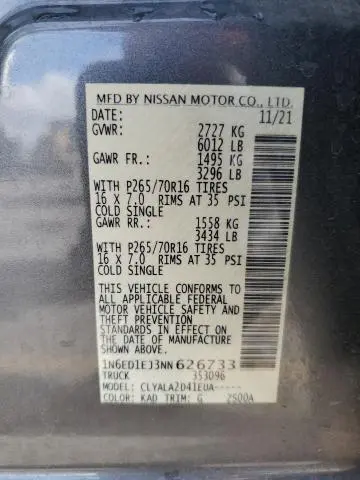 MFD BY NISSAN MOTOR CO., LTD.
DATE: 11/21
GVWR: 2727 KG
6012 LB
GAWR FR.: 1495 KG
3296 LB
WITH P265/70R16 TIRES
16 X 7.0 RIMS AT 35 PSI
COLD SINGLE
GAWR RR.: 1558 KG
3434 LB
WITH P265/70R16 TIRES
16 X 7.0 RIMS AT 35 PSI
COLD SINGLE
THIS VEHICLE CONFORMS TO
ALL APPLICABLE FEDERAL
MOTOR VEHICLE SAFETY
AND THEFT PREVENTION
STANDARDS IN EFFECT ON
THE DATE OF MANUFACTURE
SHOWN ABOVE.
1N6ED1EJ3NN626733
TRUCK 353096
MODEL: CLYALA2D41EUA-----
COLOR: KAD TRIM: G 2500A